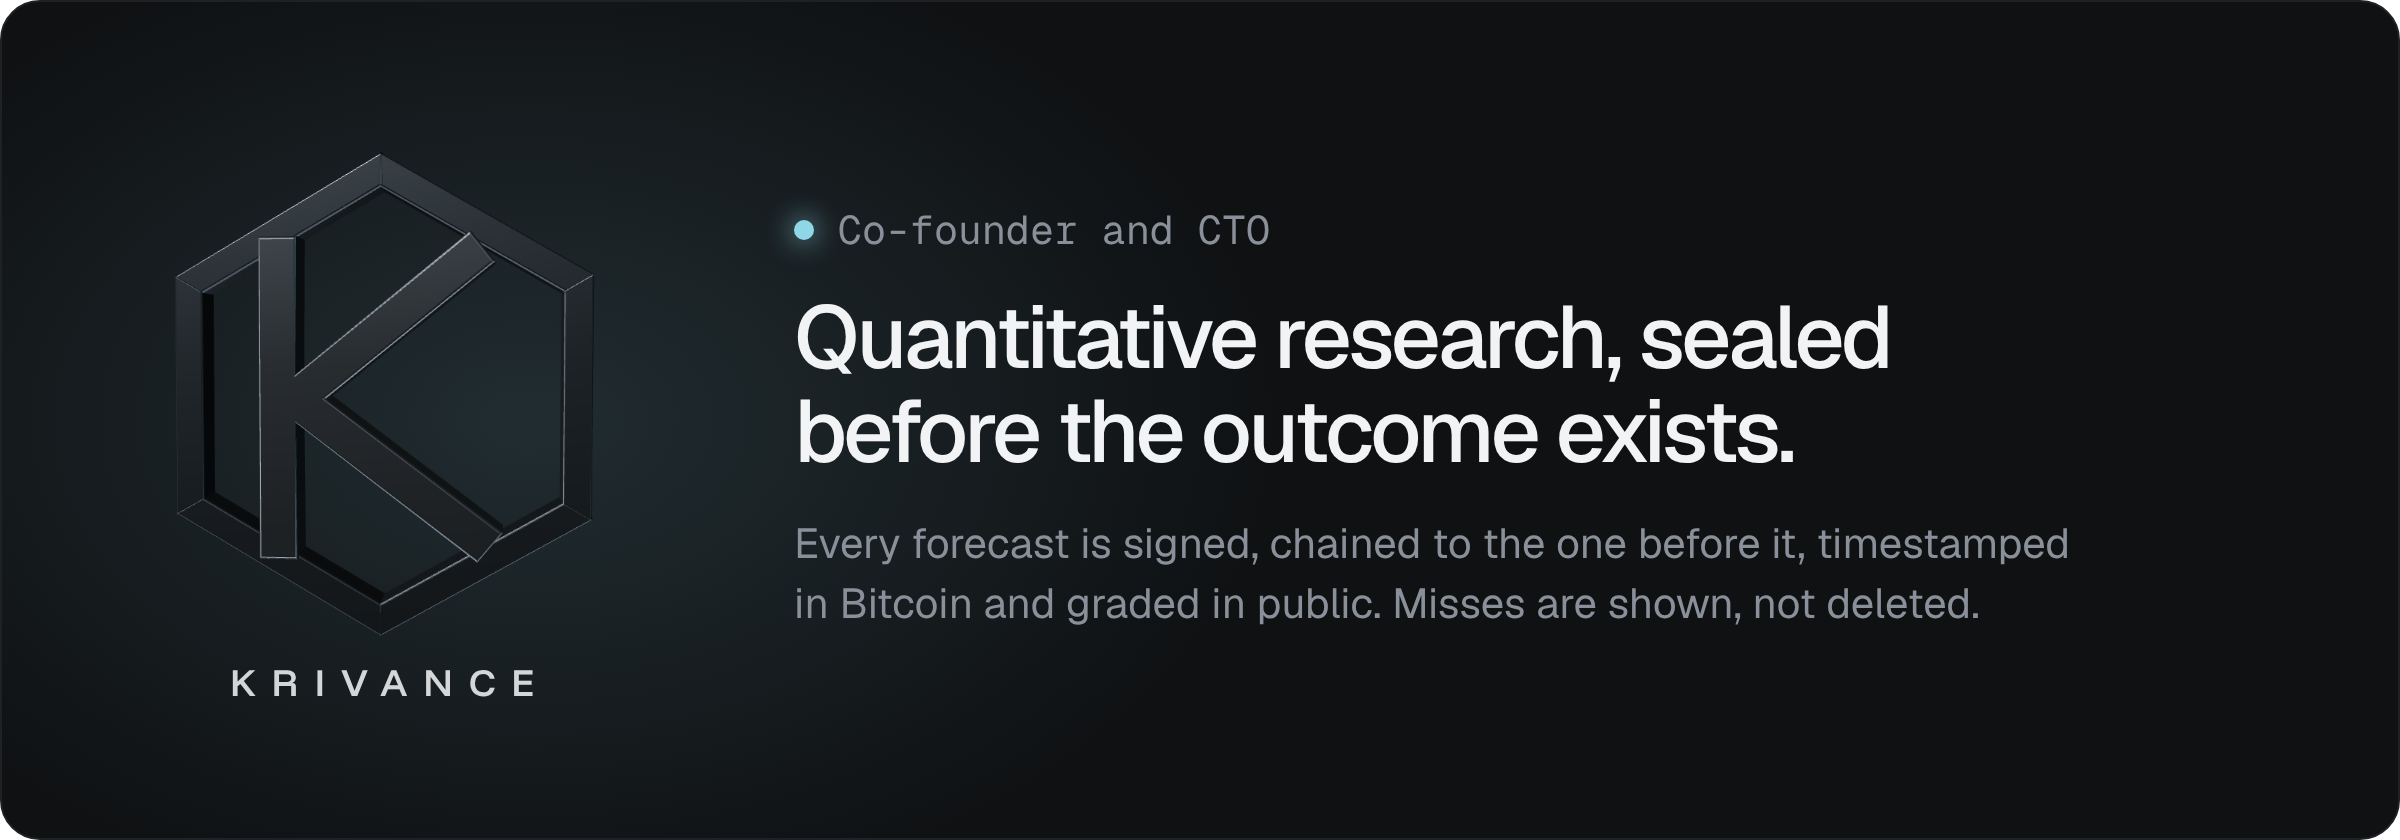 KRIVANCE
Co-founder and CTO
Quantitative research, sealed
before the outcome exists.
Every forecast is signed, chained to the one before it, timestamped
in Bitcoin and graded in public. Misses are shown, not deleted.